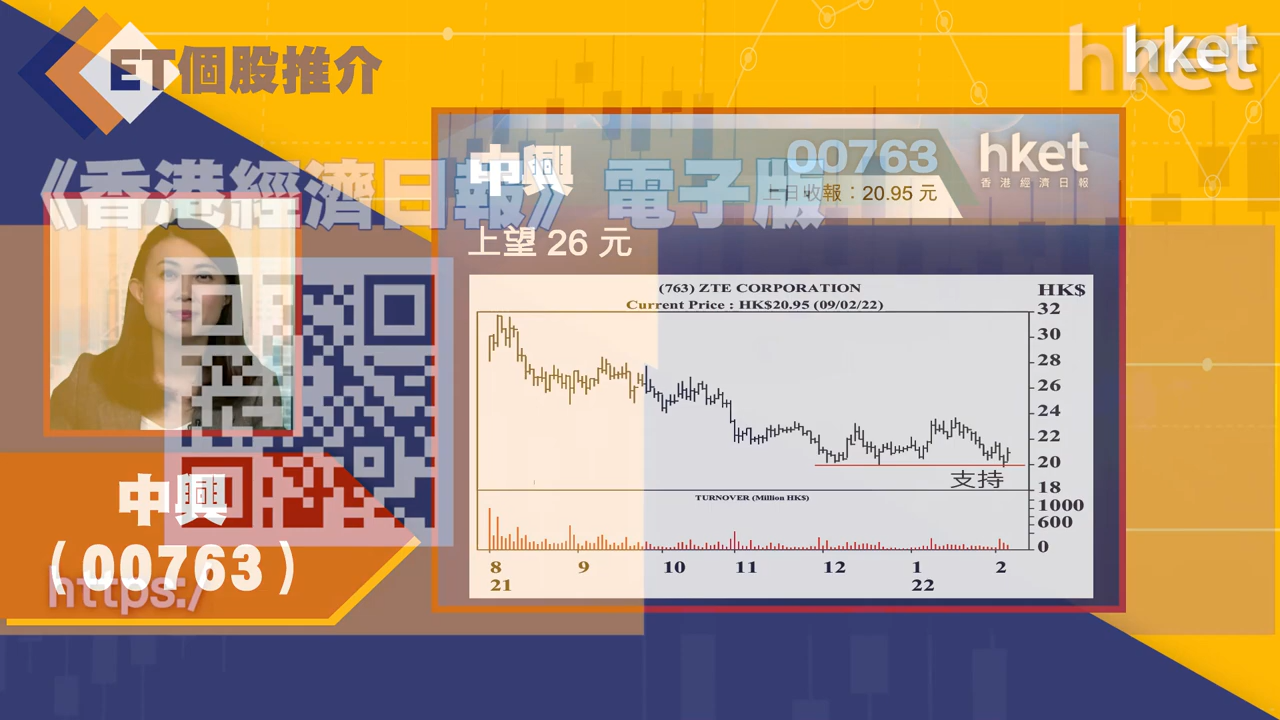 ET個股推介
hket
hket
《香港經濟日報》電子版
中興
00763
上日收報：20.95 元
hket
香港經濟日報
上望 26 元
(763) ZTE CORPORATION
Current Price : HK$20.95 (09/02/22)
HK$
32
30
28
26
24
22
20
18
支持
TURNOVER (Million HK$)
1000
600
0
8 9 10 11 12 1 2
21 22
中興
（00763）
https:/